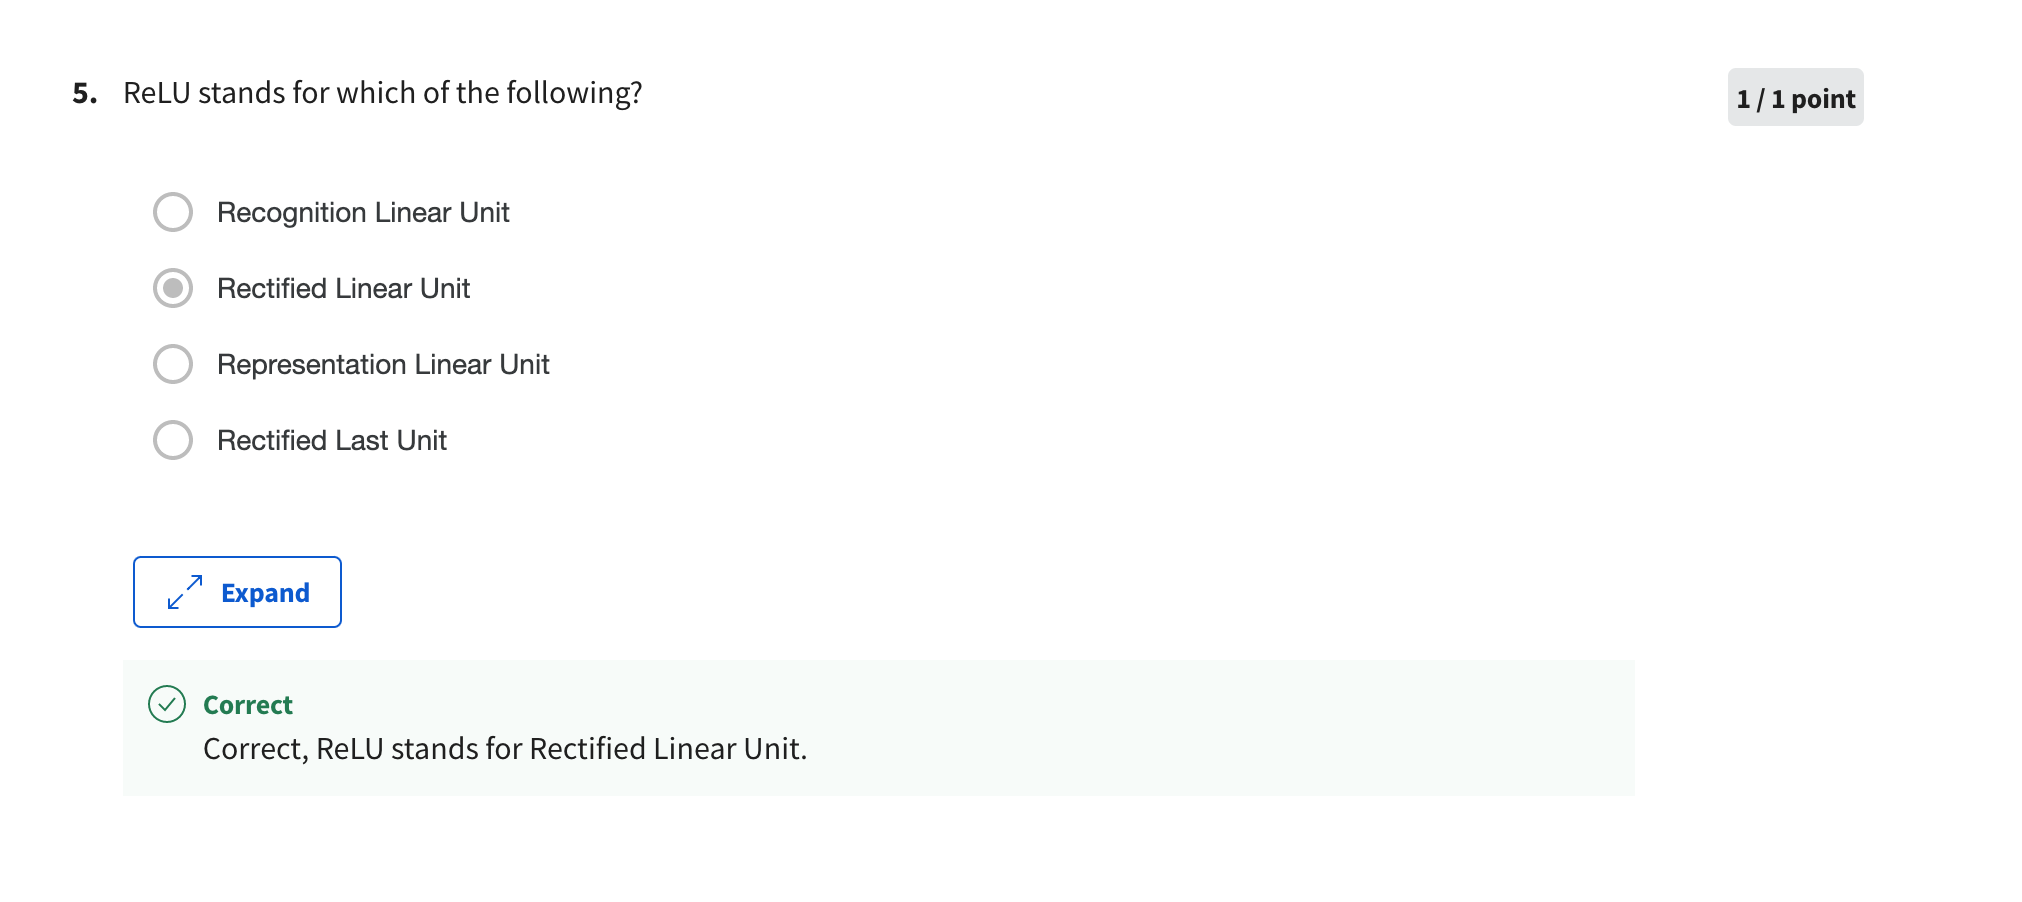 5. ReLU stands for which of the following?
1 / 1 point
Recognition Linear Unit
Rectified Linear Unit
Representation Linear Unit
Rectified Last Unit
Expand
Correct
Correct, ReLU stands for Rectified Linear Unit.